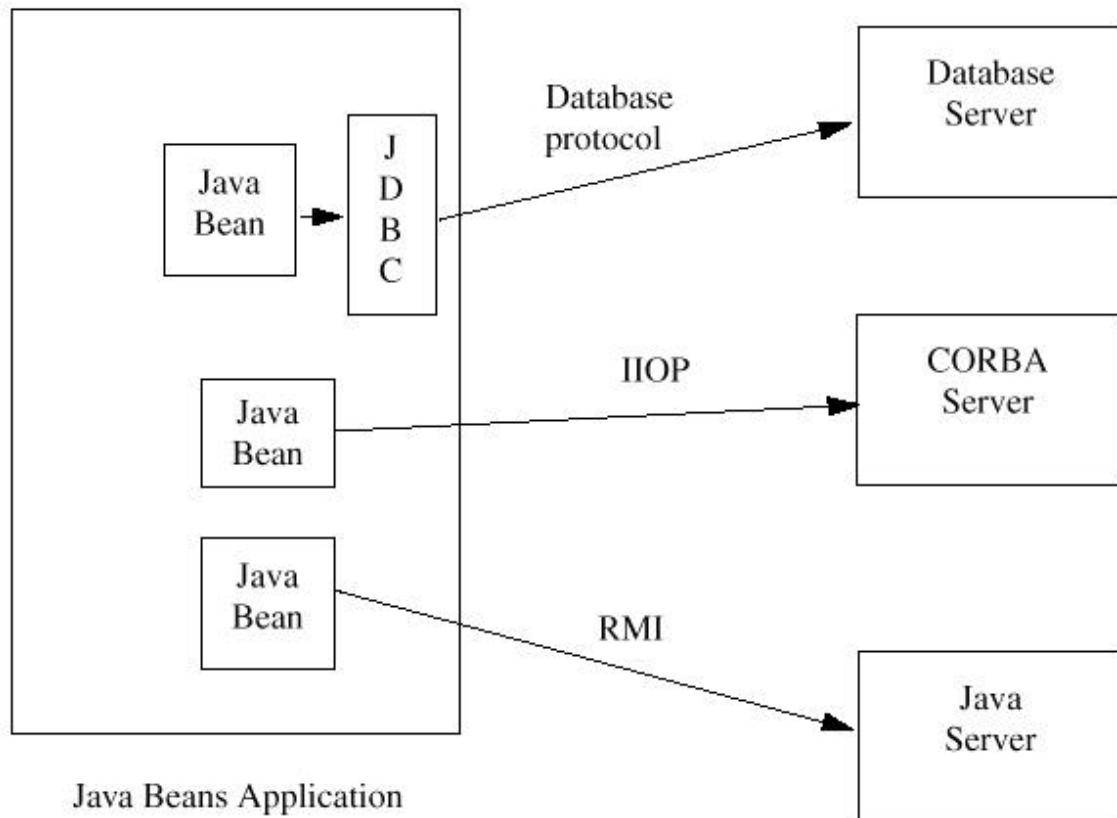 Java
Bean
J
D
B
C
Database
protocol
Database
Server
Java
Bean
IIOP
CORBA
Server
Java
Bean
RMI
Java
Server
Java Beans Application